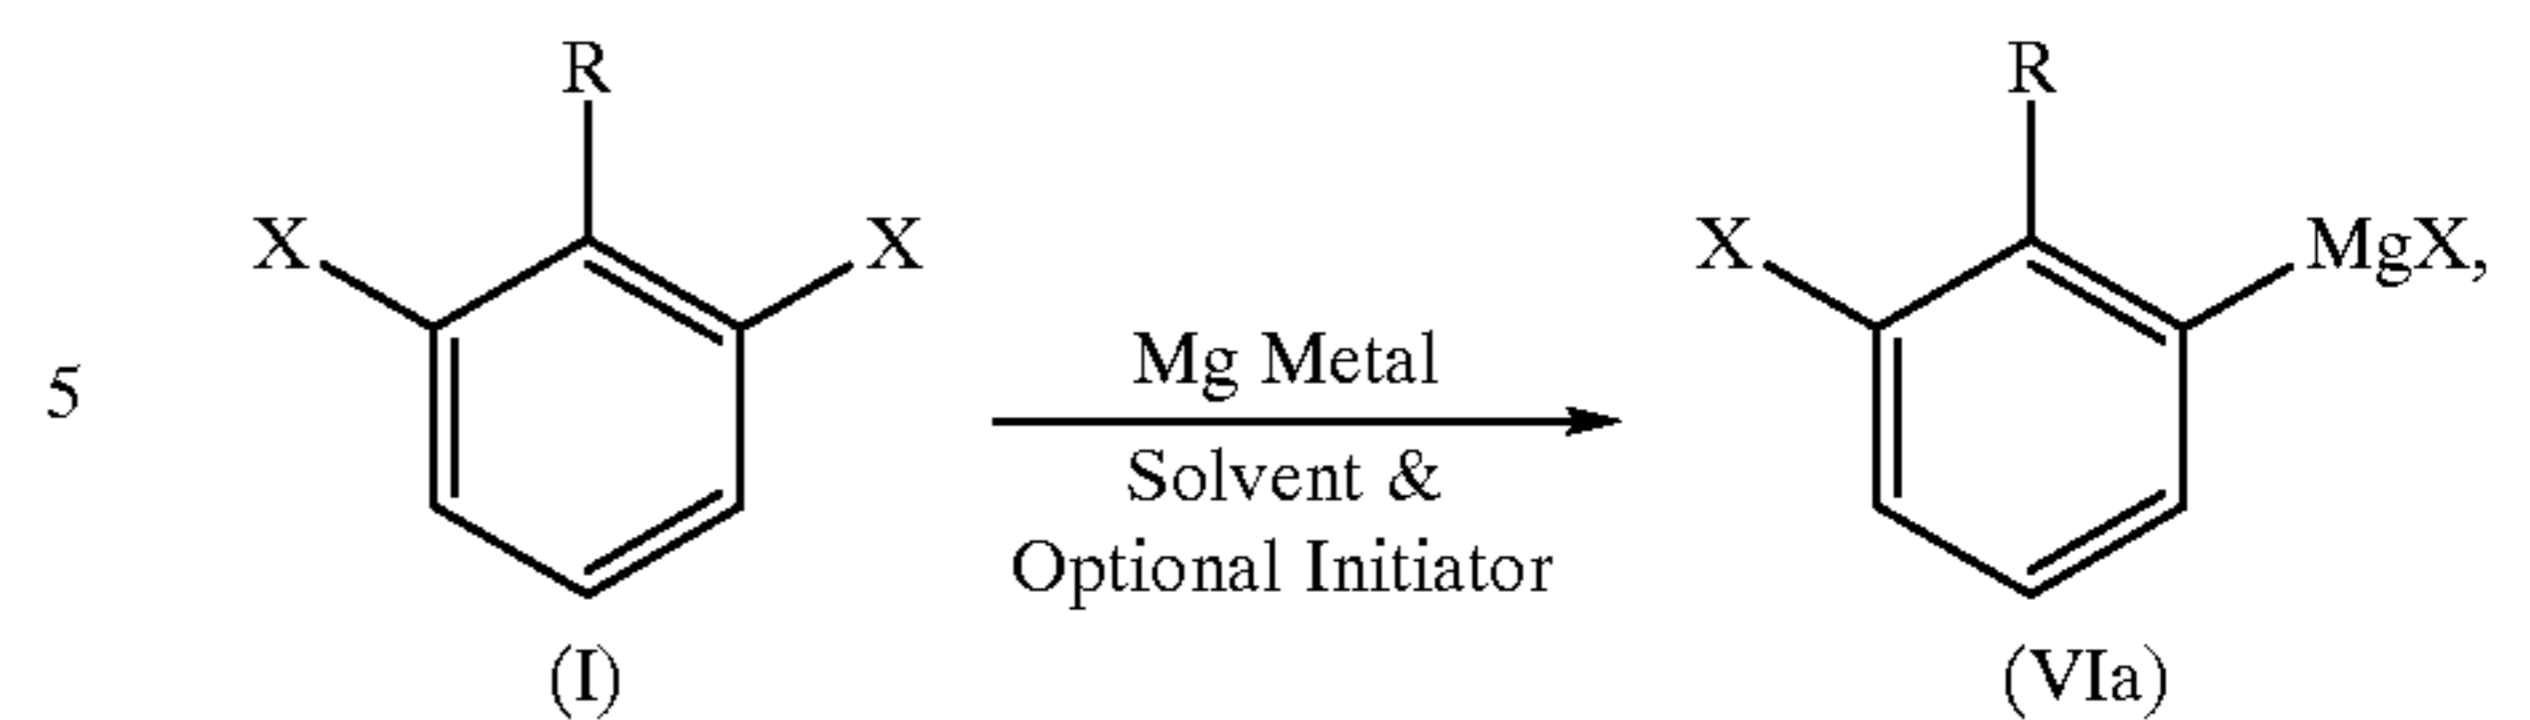 R
R
X
X
X
MgX,
5
Mg Metal
Solvent &
Optional Initiator
(I)
(VIa)